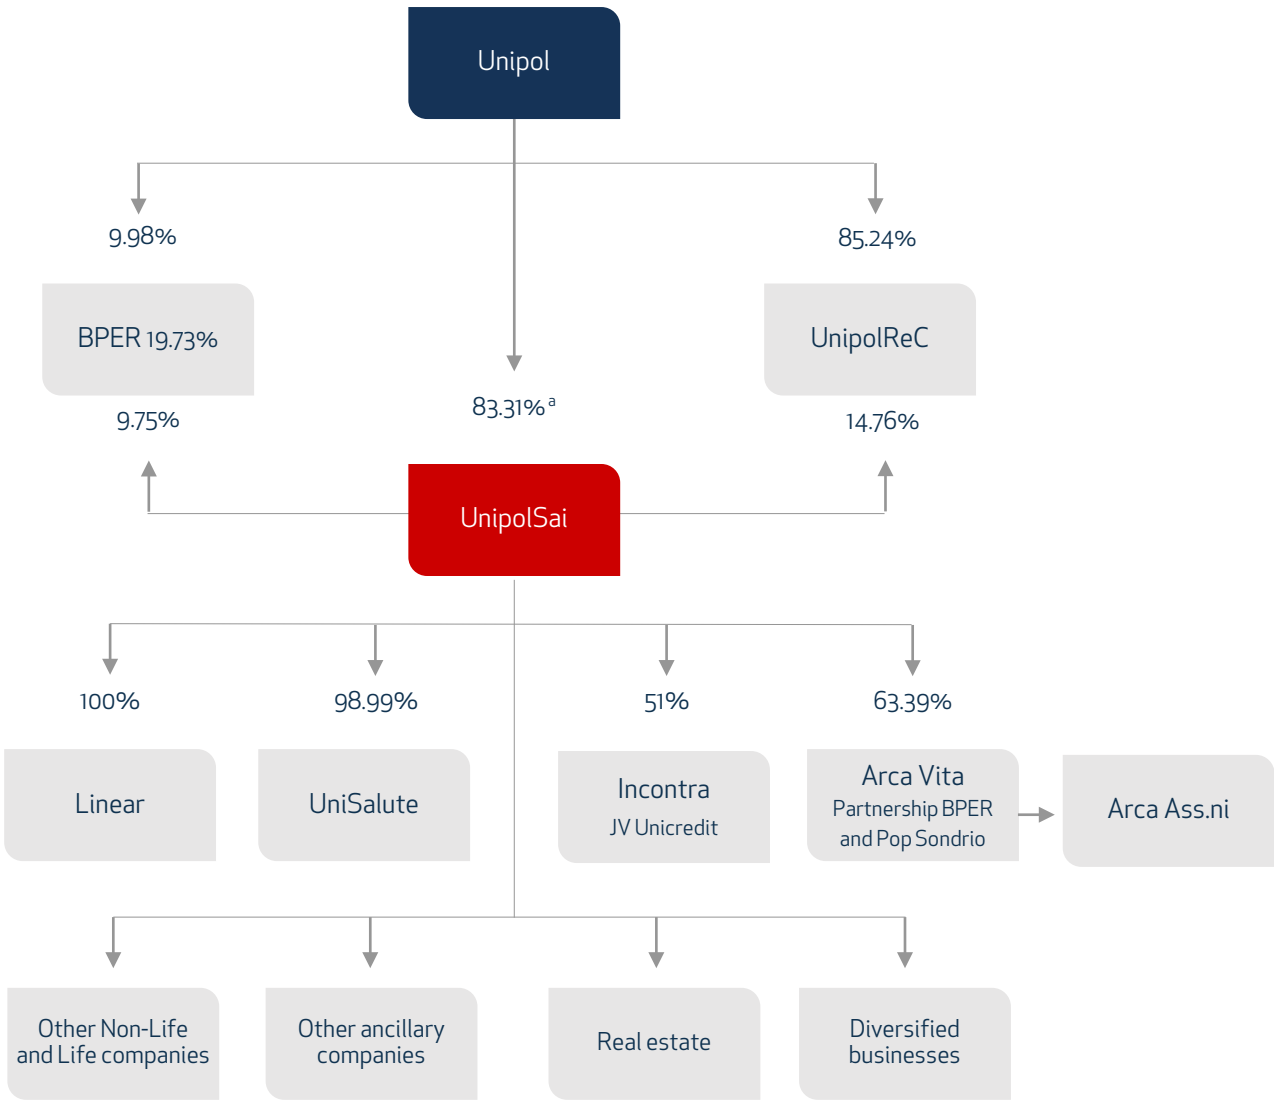 Unipol
9.98%
85.24%
BPER 19.73%
UnipolReC
9.75%
83.31% a
14.76%
UnipolSai
100%
98.99%
51%
63.39%
Linear
UniSalute
Incontra
JV Unicredit
Arca Vita
Partnership BPER
and Pop Sondrio
Arca Ass.ni
Other Non-Life
and Life companies
Other ancillary
companies
Real estate
Diversified
businesses